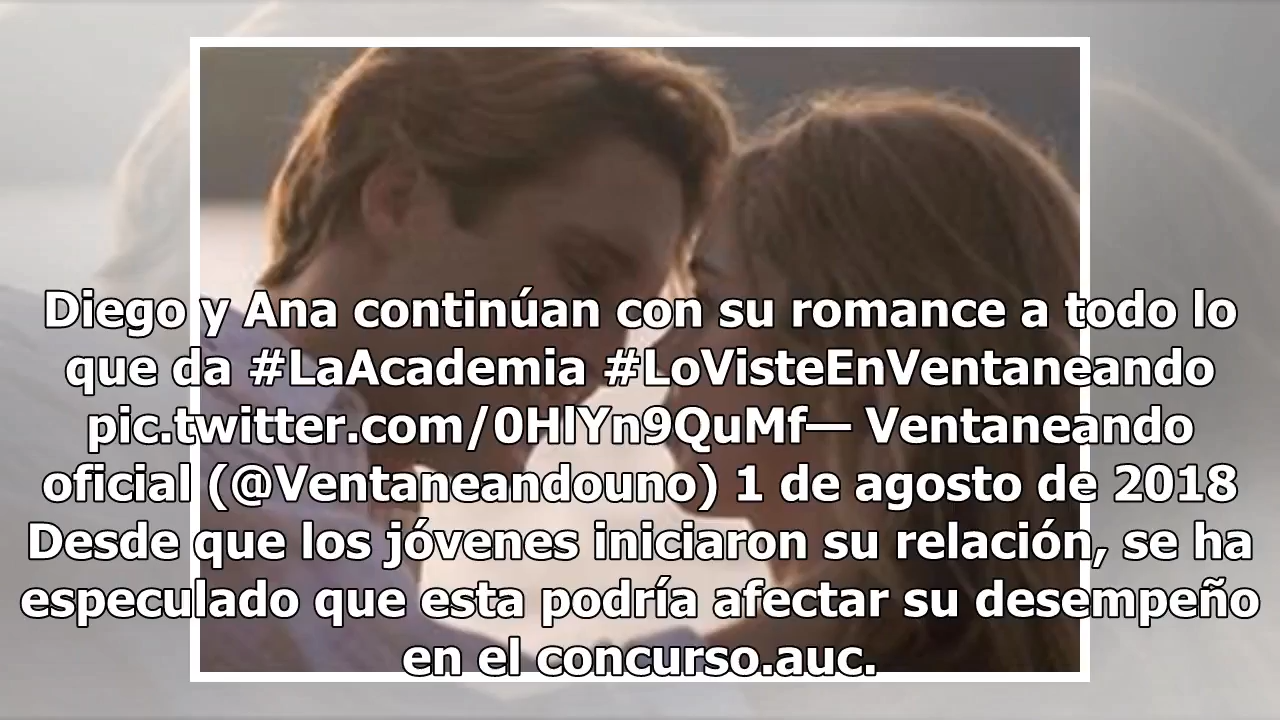 Diego y Ana continúan con su romance a todo lo
que da #LaAcademia #LoVisteEnVentaneando
pic.twitter.com/0HlYn9QuMf— Ventaneando
oficial (@Ventaneandouno) 1 de agosto de 2018
Desde que los jóvenes iniciaron su relación, se ha
especulado que esta podría afectar su desempeño
en el concurso.auc.